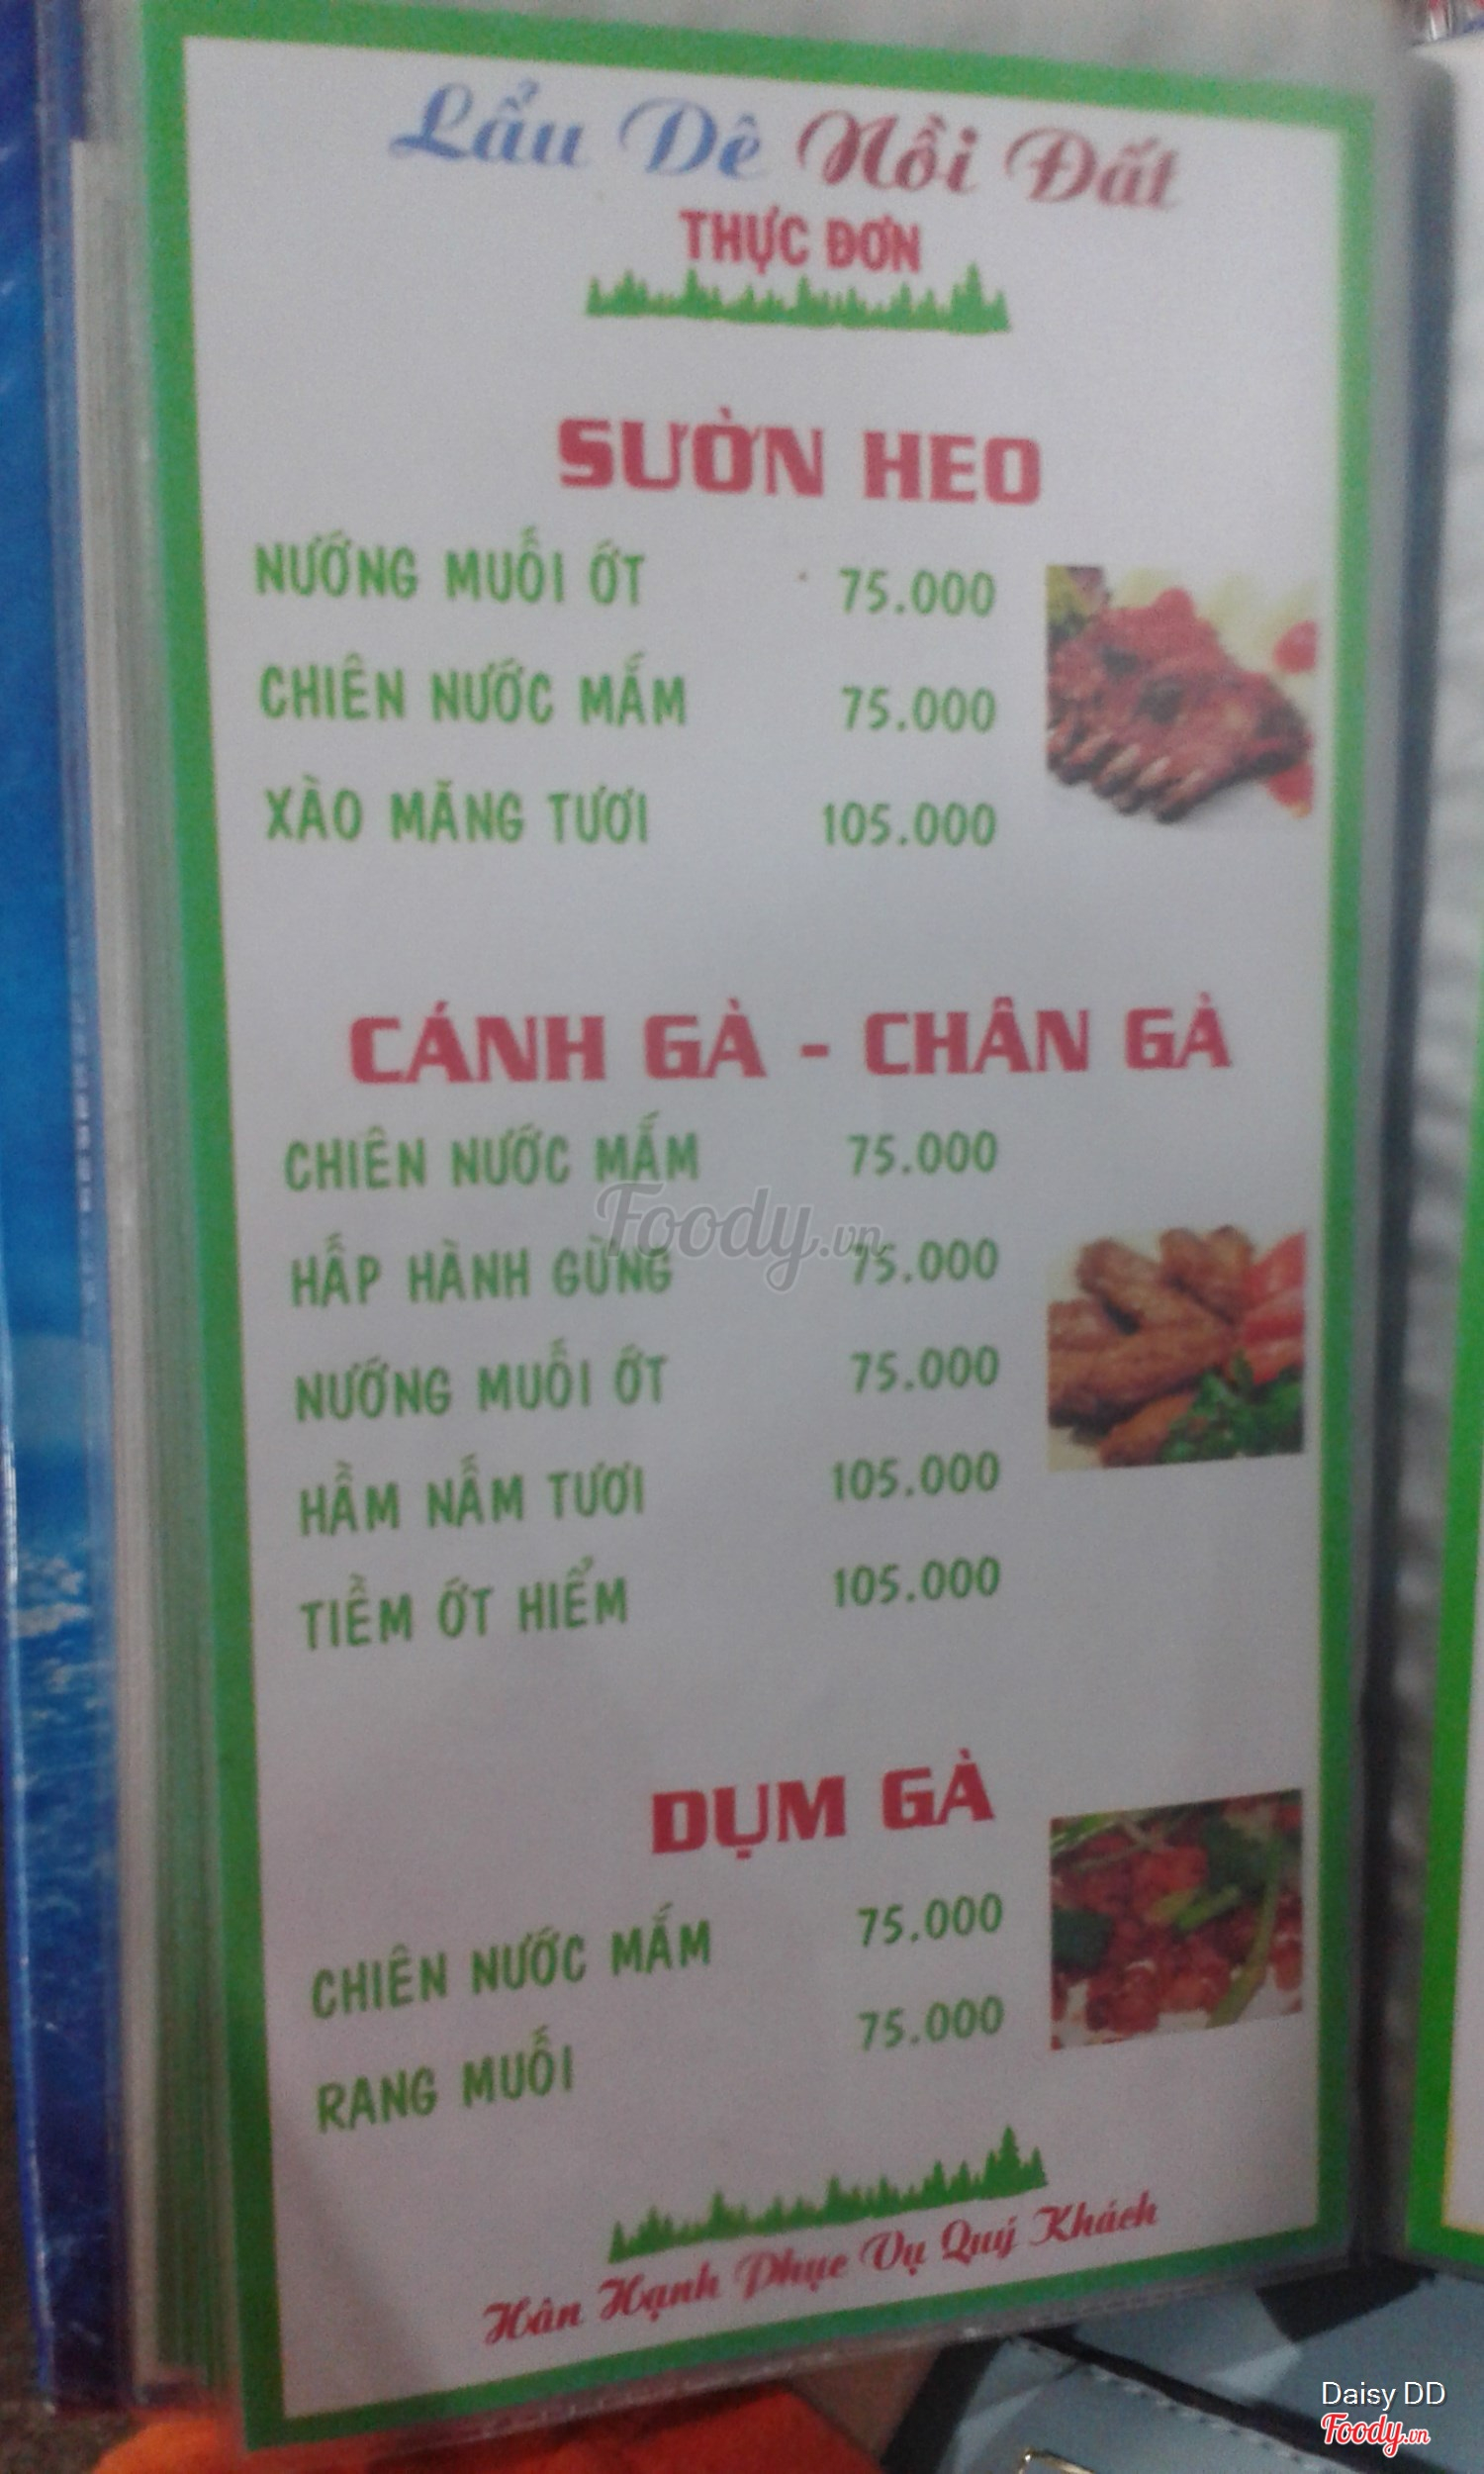 Lẩu Dê Nồi Đất
THỰC ĐƠN
SƯỜN HEO
NƯỚNG MUỐI ỚT 75.000
CHIÊN NƯỚC MẮM 75.000
XÀO MĂNG TƯƠI 105.000
CÁNH GÀ - CHÂN GÀ
CHIÊN NƯỚC MẮM 75.000
HẤP HÀNH GỪNG 75.000
NƯỚNG MUỐI ỚT 75.000
HẦM NẤM TƯƠI 105.000
TIỀM ỚT HIỂM 105.000
DỤM GÀ
CHIÊN NƯỚC MẮM 75.000
RANG MUỐI 75.000
Hân Hạnh Phục Vụ Quý Khách
Foody.vn
Daisy DD
Foody.vn